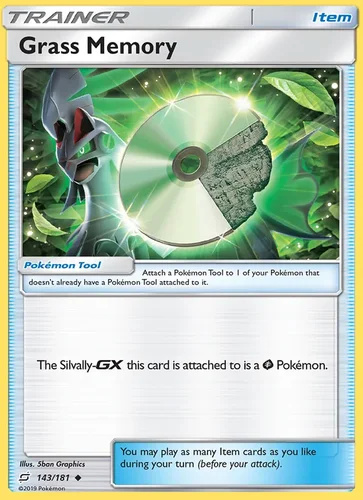 TRAINER Item
Grass Memory
Pokémon Tool
Attach a Pokémon Tool to 1 of your Pokémon that
doesn't already have a Pokémon Tool attached to it.
The Silvally-GX this card is attached to is a Pokémon.
Illus. 5ban Graphics
143/181
©2019 Pokémon
You may play as many Item cards as you like
during your turn (before your attack).